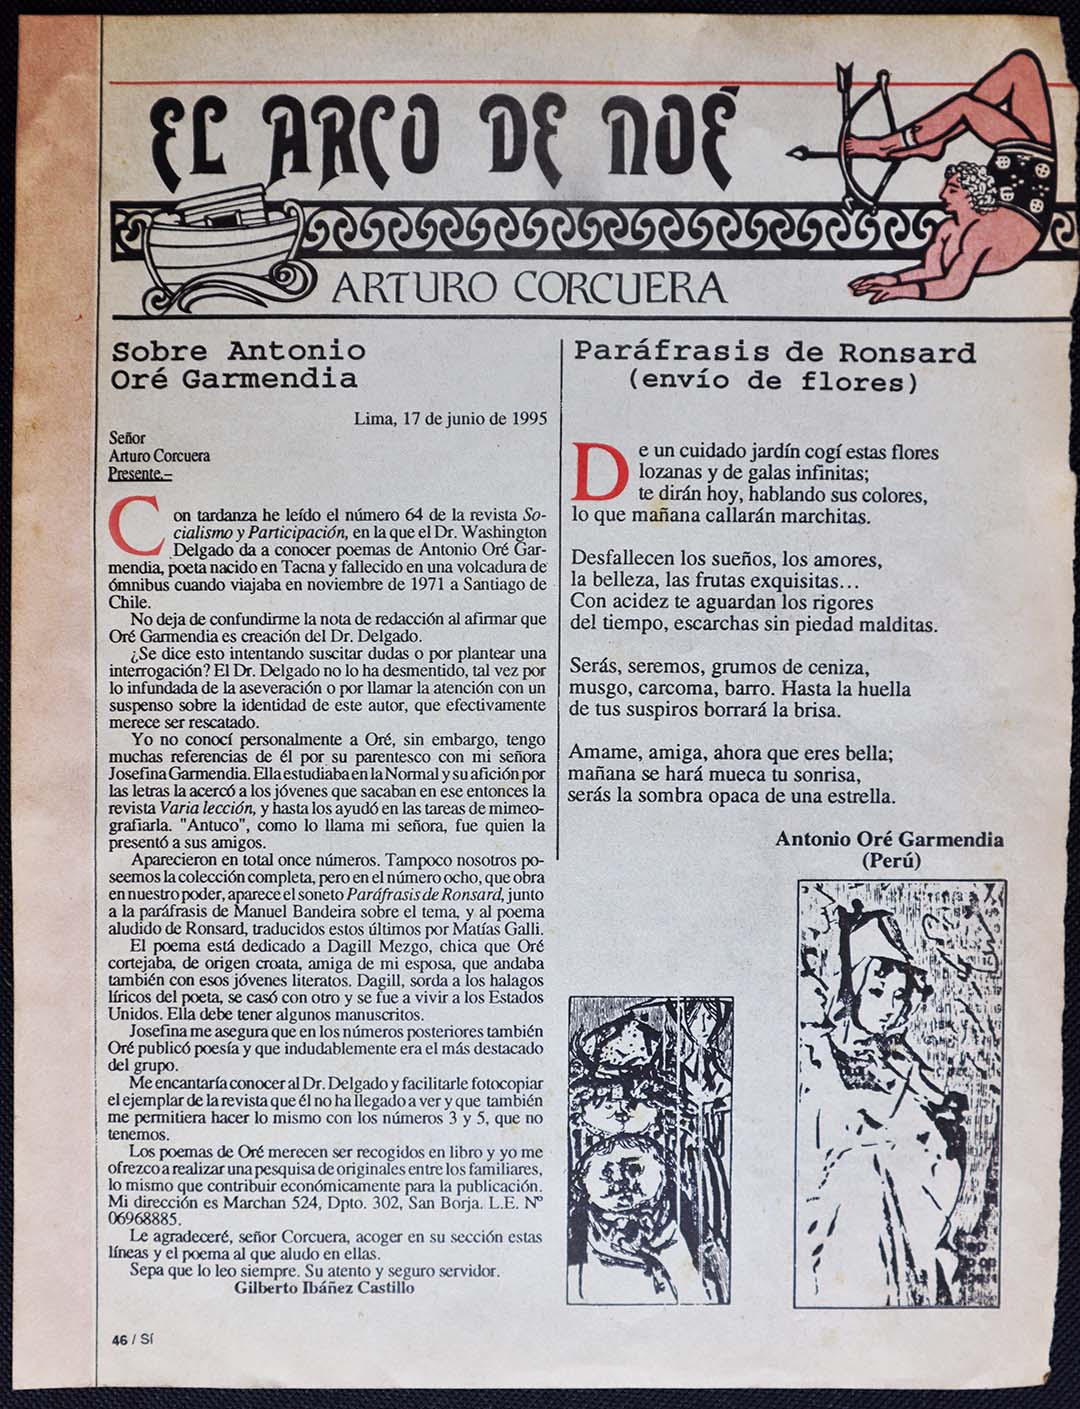 EL ARCO DE NOÉ
ARTURO CORCUERA
Sobre Antonio
Oré Garmendia
Lima, 17 de junio de 1995
Señor
Arturo Corcuera
Presente.–
Con tardanza he leído el número 64 de la revista So-
cialismo y Participación, en la que el Dr. Washington
Delgado da a conocer poemas de Antonio Oré Gar-
mendia, poeta nacido en Tacna y fallecido en una volcadura de
ómnibus cuando viajaba en noviembre de 1971 a Santiago de
Chile.
No deja de confundirme la nota de redacción al afirmar que
Oré Garmendia es creación del Dr. Delgado.
¿Se dice esto intentando suscitar dudas o por plantear una
interrogación? El Dr. Delgado no lo ha desmentido, tal vez por
lo infundada de la aseveración o por llamar la atención con un
suspenso sobre la identidad de este autor, que efectivamente
merece ser rescatado.
Yo no conocí personalmente a Oré, sin embargo, tengo
muchas referencias de él por su parentesco con mi señora
Josefina Garmendia. Ella estudiaba en la Normal y su afición por
las letras la acercó a los jóvenes que sacaban en ese entonces la
revista Varia lección, y hasta los ayudó en las tareas de mimeo-
grafiarla. "Antuco", como lo llama mi señora, fue quien la
presentó a sus amigos.
Aparecieron en total once números. Tampoco nosotros po-
seemos la colección completa, pero en el número ocho, que obra
en nuestro poder, aparece el soneto Paráfrasis de Ronsard, junto
a la paráfrasis de Manuel Bandeira sobre el tema, y al poema
aludido de Ronsard, traducidos estos últimos por Matías Galli.
El poema está dedicado a Dagill Mezgo, chica que Oré
cortejaba, de origen croata, amiga de mi esposa, que andaba
también con esos jóvenes literatos. Dagill, sorda a los halagos
líricos del poeta, se casó con otro y se fue a vivir a los Estados
Unidos. Ella debe tener algunos manuscritos.
Josefina me asegura que en los números posteriores también
Oré publicó poesía y que indudablemente era el más destacado
del grupo.
Me encantaría conocer al Dr. Delgado y facilitarle fotocopiar
el ejemplar de la revista que él no ha llegado a ver y que también
me permitiera hacer lo mismo con los números 3 y 5, que no
tenemos.
Los poemas de Oré merecen ser recogidos en libro y yo me
ofrezco a realizar una pesquisa de originales entre los familiares,
lo mismo que contribuir económicamente para la publicación.
Mi dirección es Marchan 524, Dpto. 302, San Borja. L.E. Nº
06968885.
Le agradeceré, señor Corcuera, acoger en su sección estas
líneas y el poema al que aludo en ellas.
Sepa que lo leo siempre. Su atento y seguro servidor.
Gilberto Ibáñez Castillo
Paráfrasis de Ronsard
(envío de flores)
De un cuidado jardín cogí estas flores
lozanas y de galas infinitas;
te dirán hoy, hablando sus colores,
lo que mañana callarán marchitas.
Desfallecen los sueños, los amores,
la belleza, las frutas exquisitas...
Con acidez te aguardan los rigores
del tiempo, escarchas sin piedad malditas.
Serás, seremos, grumos de ceniza,
musgo, carcoma, barro. Hasta la huella
de tus suspiros borrará la brisa.
Amame, amiga, ahora que eres bella;
mañana se hará mueca tu sonrisa,
serás la sombra opaca de una estrella.
Antonio Oré Garmendia
(Perú)
46 / Sí